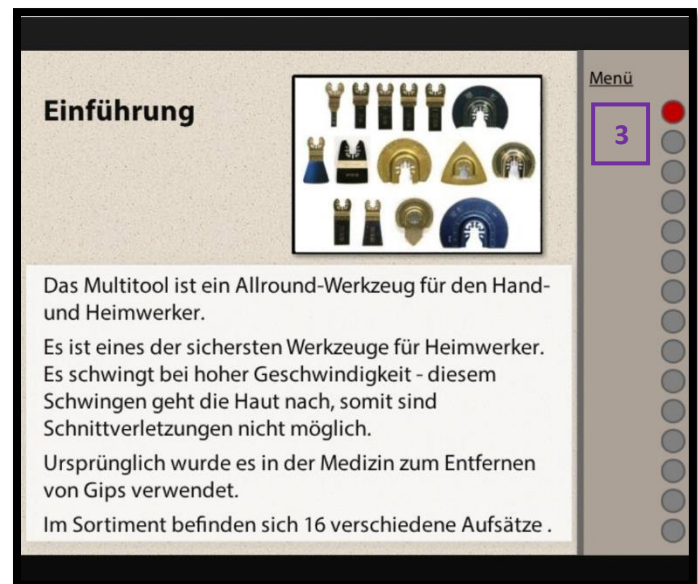 Einführung
Menü
3
Das Multitool ist ein Allround-Werkzeug für den Hand-
und Heimwerker.
Es ist eines der sichersten Werkzeuge für Heimwerker.
Es schwingt bei hoher Geschwindigkeit - diesem
Schwingen geht die Haut nach, somit sind
Schnittverletzungen nicht möglich.
Ursprünglich wurde es in der Medizin zum Entfernen
von Gips verwendet.
Im Sortiment befinden sich 16 verschiedene Aufsätze .